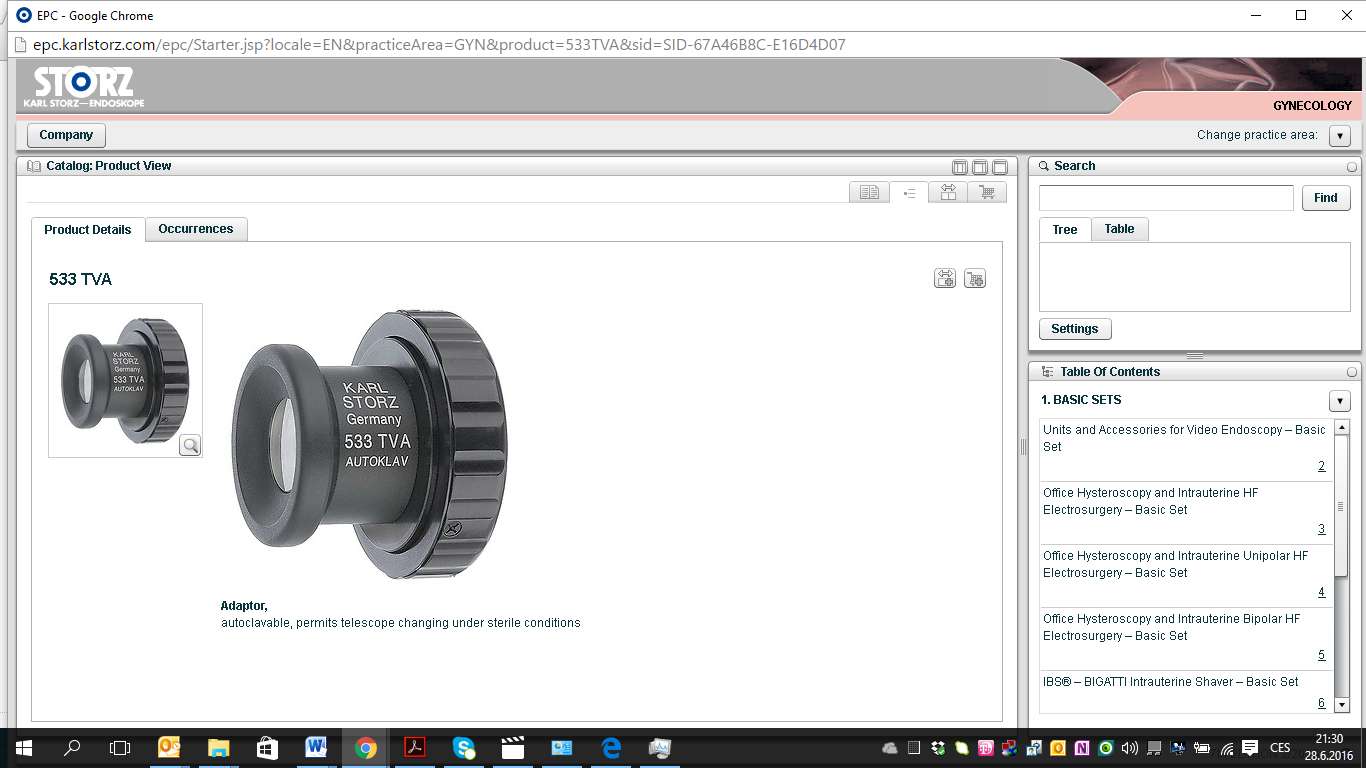 EPC - Google Chrome
epc.karlstorz.com/epc/Starter.jsp?locale=EN&practiceArea=GYN&product=533TVA&sid=SID-67A46B8C-E16D4D07
STORZ
KARL STORZ—ENDOSKOPE
GYNECOLOGY
Company
Change practice area:
Catalog: Product View
Product Details
Occurrences
533 TVA
KARL
STORZ
Germany
533 TVA
AUTOKLAV
KARL
STORZ
Germany
533 TVA
AUTOKLAV
Adaptor,
autoclavable, permits telescope changing under sterile conditions
Search
Find
Tree
Table
Settings
Table Of Contents
1. BASIC SETS
Units and Accessories for Video Endoscopy – Basic
Set
2
Office Hysteroscopy and Intrauterine HF
Electrosurgery – Basic Set
3
Office Hysteroscopy and Intrauterine Unipolar HF
Electrosurgery – Basic Set
4
Office Hysteroscopy and Intrauterine Bipolar HF
Electrosurgery – Basic Set
5
IBS® – BIGATTI Intrauterine Shaver – Basic Set
6
CES
21:30
28.6.2016